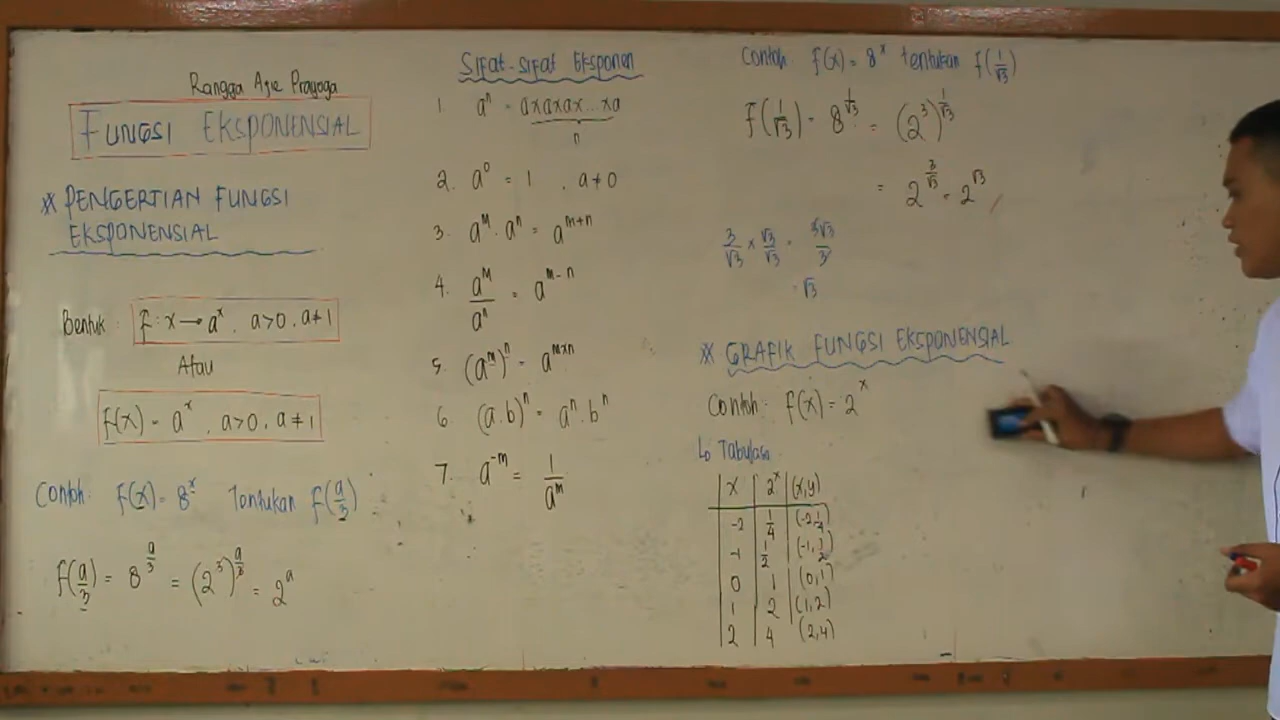 Rangga Agie Prayoga
FUNGSI EKSPONENSIAL
** PENGERTIAN FUNGSI
EKSPONENSIAL
Bentuk : f : x → a^x , a>0 , a≠1
Atau
f(x) = a^x , a>0 , a≠1
Contoh: f(x) = 8^x Tentukan f(a/3)
f(a/3) = 8^(a/3) = (2^3)^(a/3) = 2^a
Sifat-sifat Eksponen
1. a^n = axaxax...xa
n
2. a^0 = 1 , a≠0
3. a^m . a^n = a^(m+n)
4. a^m/a^n = a^(m-n)
5. (a^m)^n = a^(m×n)
6. (a.b)^n = a^n . b^n
7. a^-m = 1/a^m
Contoh: f(x) = 8^x tentukan f(1/√3)
f(1/√3) = 8^(1/√3) = (2^3)^(1/√3)
= 2^(3/√3) = 2^√3
3/√3 × √3/√3 = 3√3/3
= √3
** GRAFIK FUNGSI EKSPONENSIAL
Contoh: f(x) = 2^x
↳ Tabulasi
x | 2^x | (x,y)
-2 | 1/4 | (-2,1/4)
-1 | 1/2 | (-1,1/2)
0 | 1 | (0,1)
1 | 2 | (1,2)
2 | 4 | (2,4)